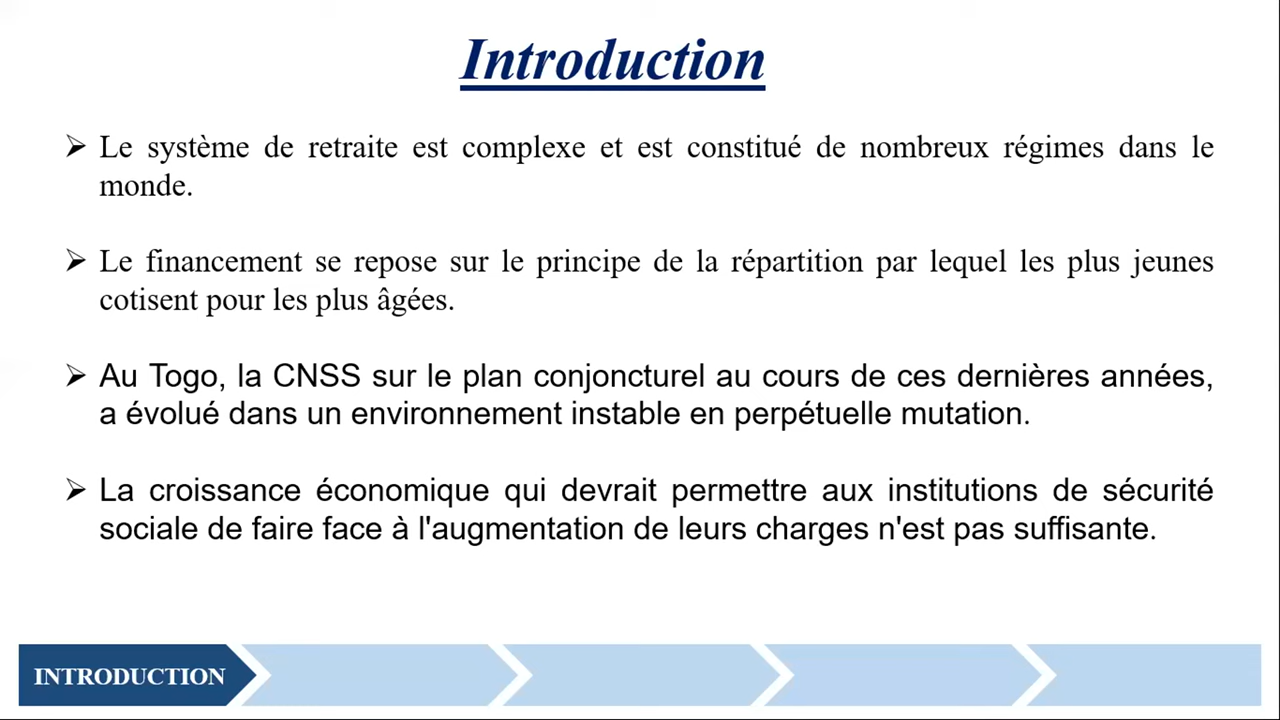 Introduction
➢ Le système de retraite est complexe et est constitué de nombreux régimes dans le
monde.
➢ Le financement se repose sur le principe de la répartition par lequel les plus jeunes
cotisent pour les plus âgées.
➢ Au Togo, la CNSS sur le plan conjoncturel au cours de ces dernières années,
a évolué dans un environnement instable en perpétuelle mutation.
➢ La croissance économique qui devrait permettre aux institutions de sécurité
sociale de faire face à l'augmentation de leurs charges n'est pas suffisante.
INTRODUCTION